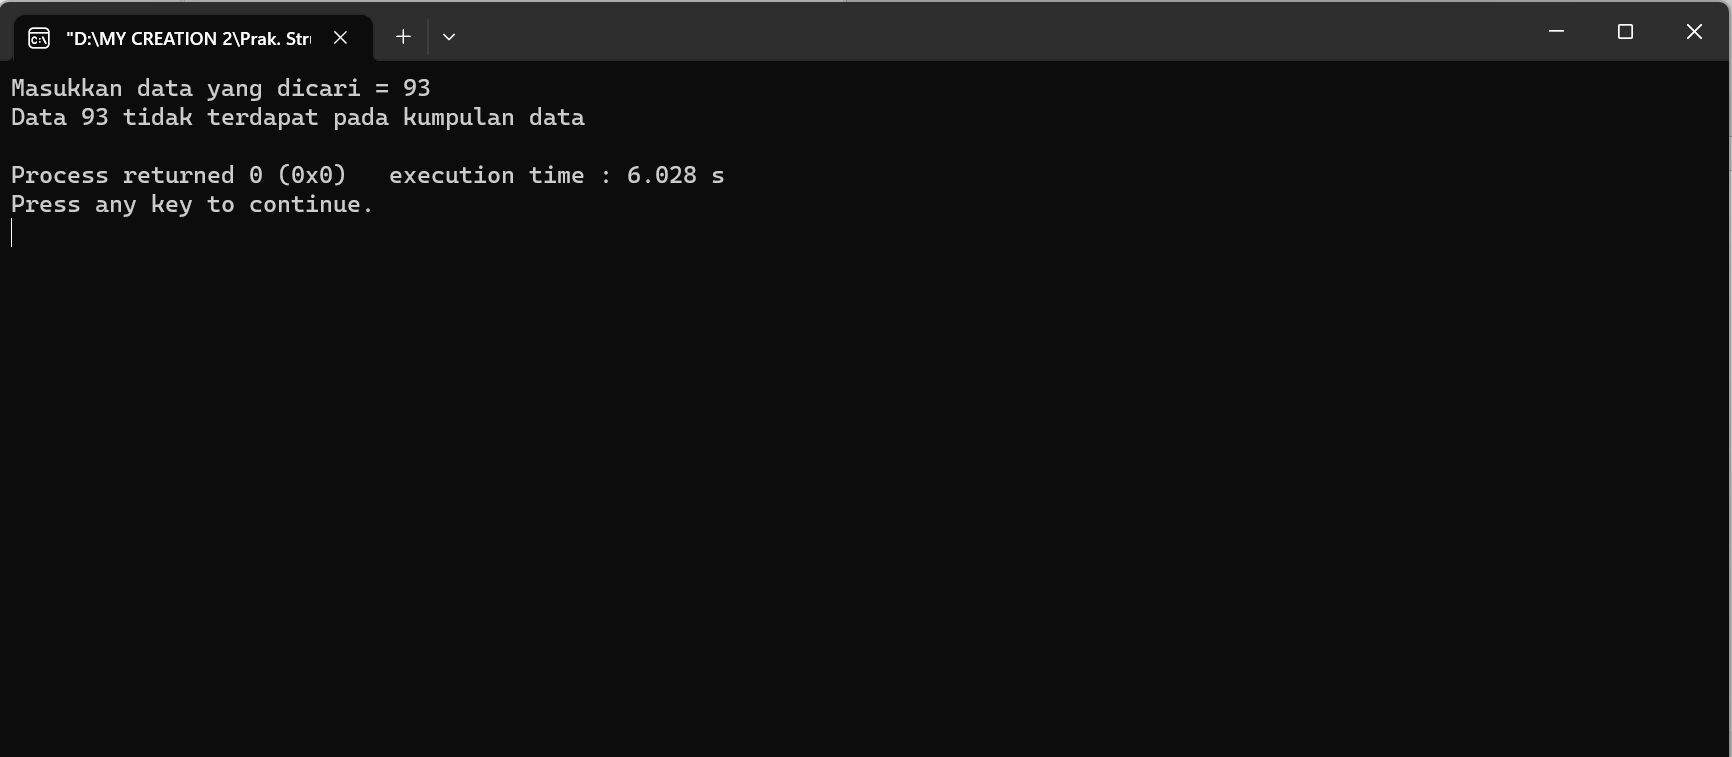 "D:\MY CREATION 2\Prak. Str
Masukkan data yang dicari = 93
Data 93 tidak terdapat pada kumpulan data
Process returned 0 (0x0)   execution time : 6.028 s
Press any key to continue.